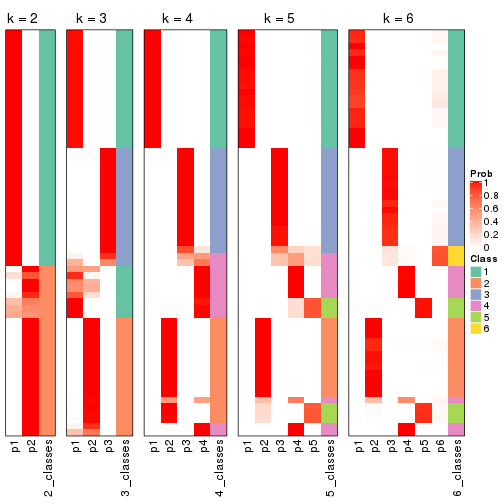 k = 2
k = 3
k = 4
k = 5
k = 6
p1
p2
2_classes
p1
p2
p3
3_classes
p1
p2
p3
p4
4_classes
p1
p2
p3
p4
p5
5_classes
p1
p2
p3
p4
p5
p6
6_classes
Prob
1
0.8
0.6
0.4
0.2
0
Class
1
2
3
4
5
6